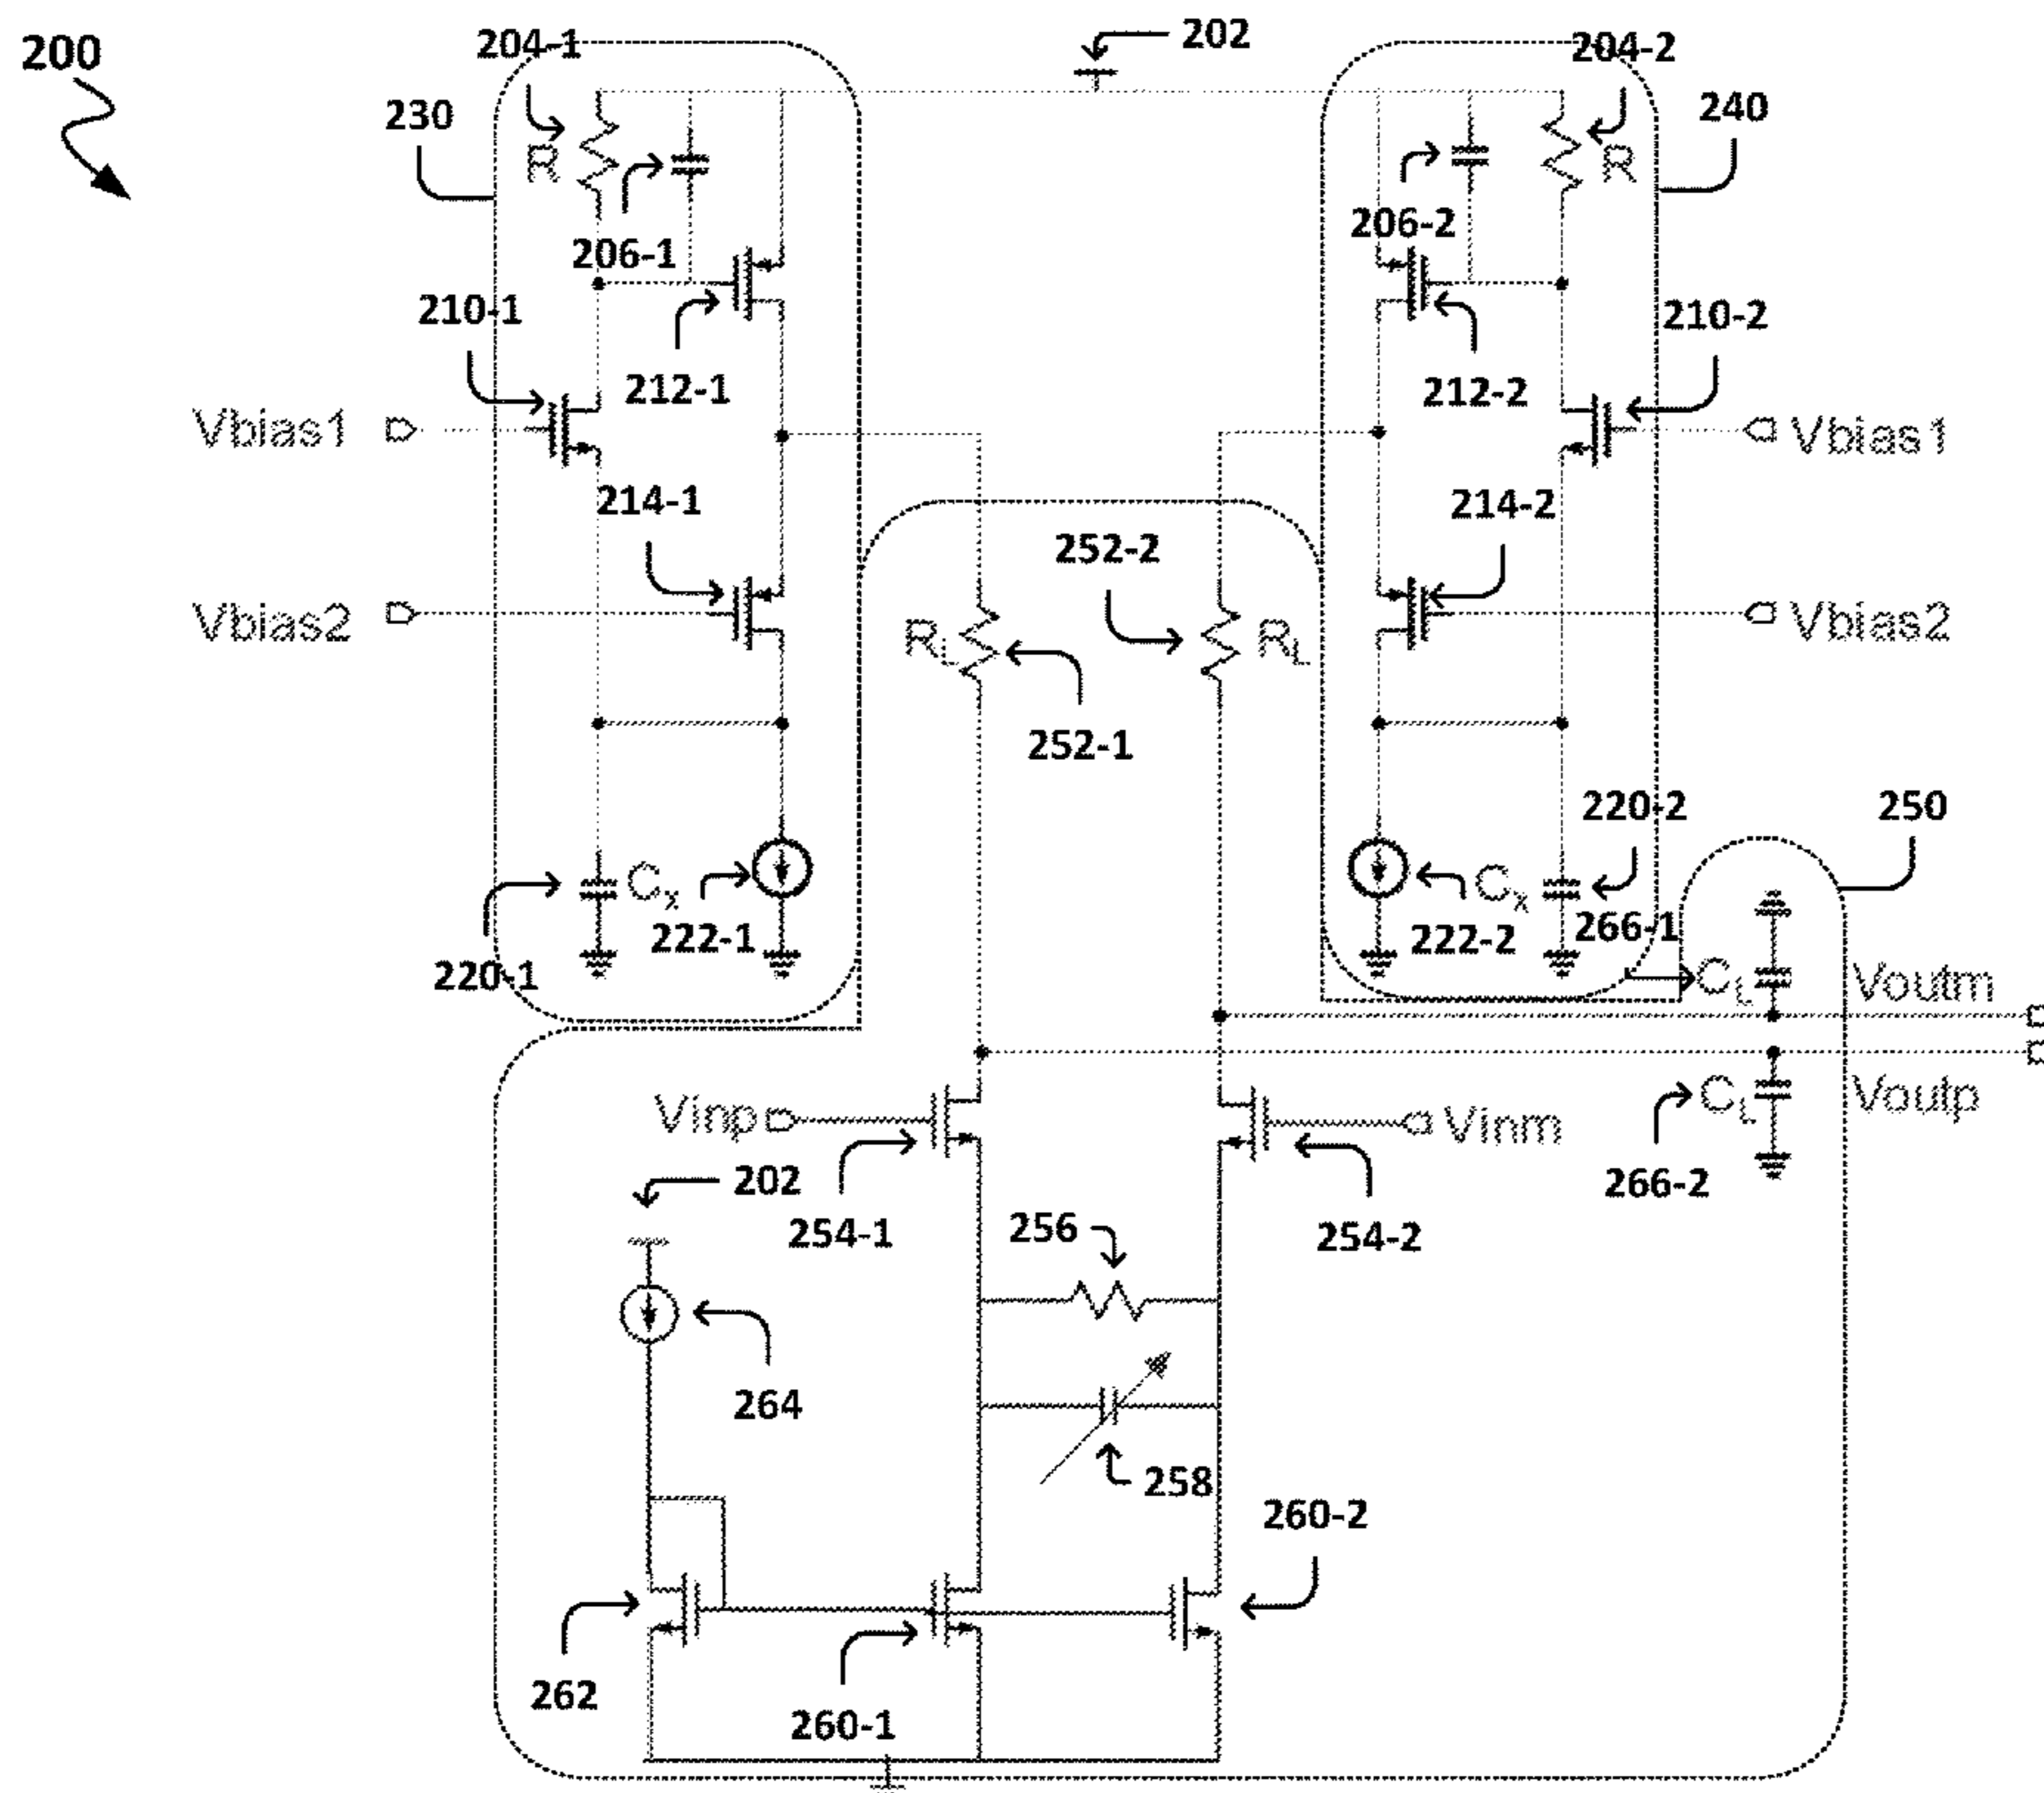 200
204-1
202
204-2
230
240
R
R
206-1
206-2
210-1
210-2
212-1
212-2
Vbias1
Vbias1
214-1
214-2
252-2
Vbias2
Vbias2
RL
RL
252-1
220-2
250
Cx
Cx
222-1
222-2
266-1
220-1
CL
Voutm
Vinp
Vinm
CL
Voutp
202
266-2
254-1
256
254-2
264
258
260-2
262
260-1